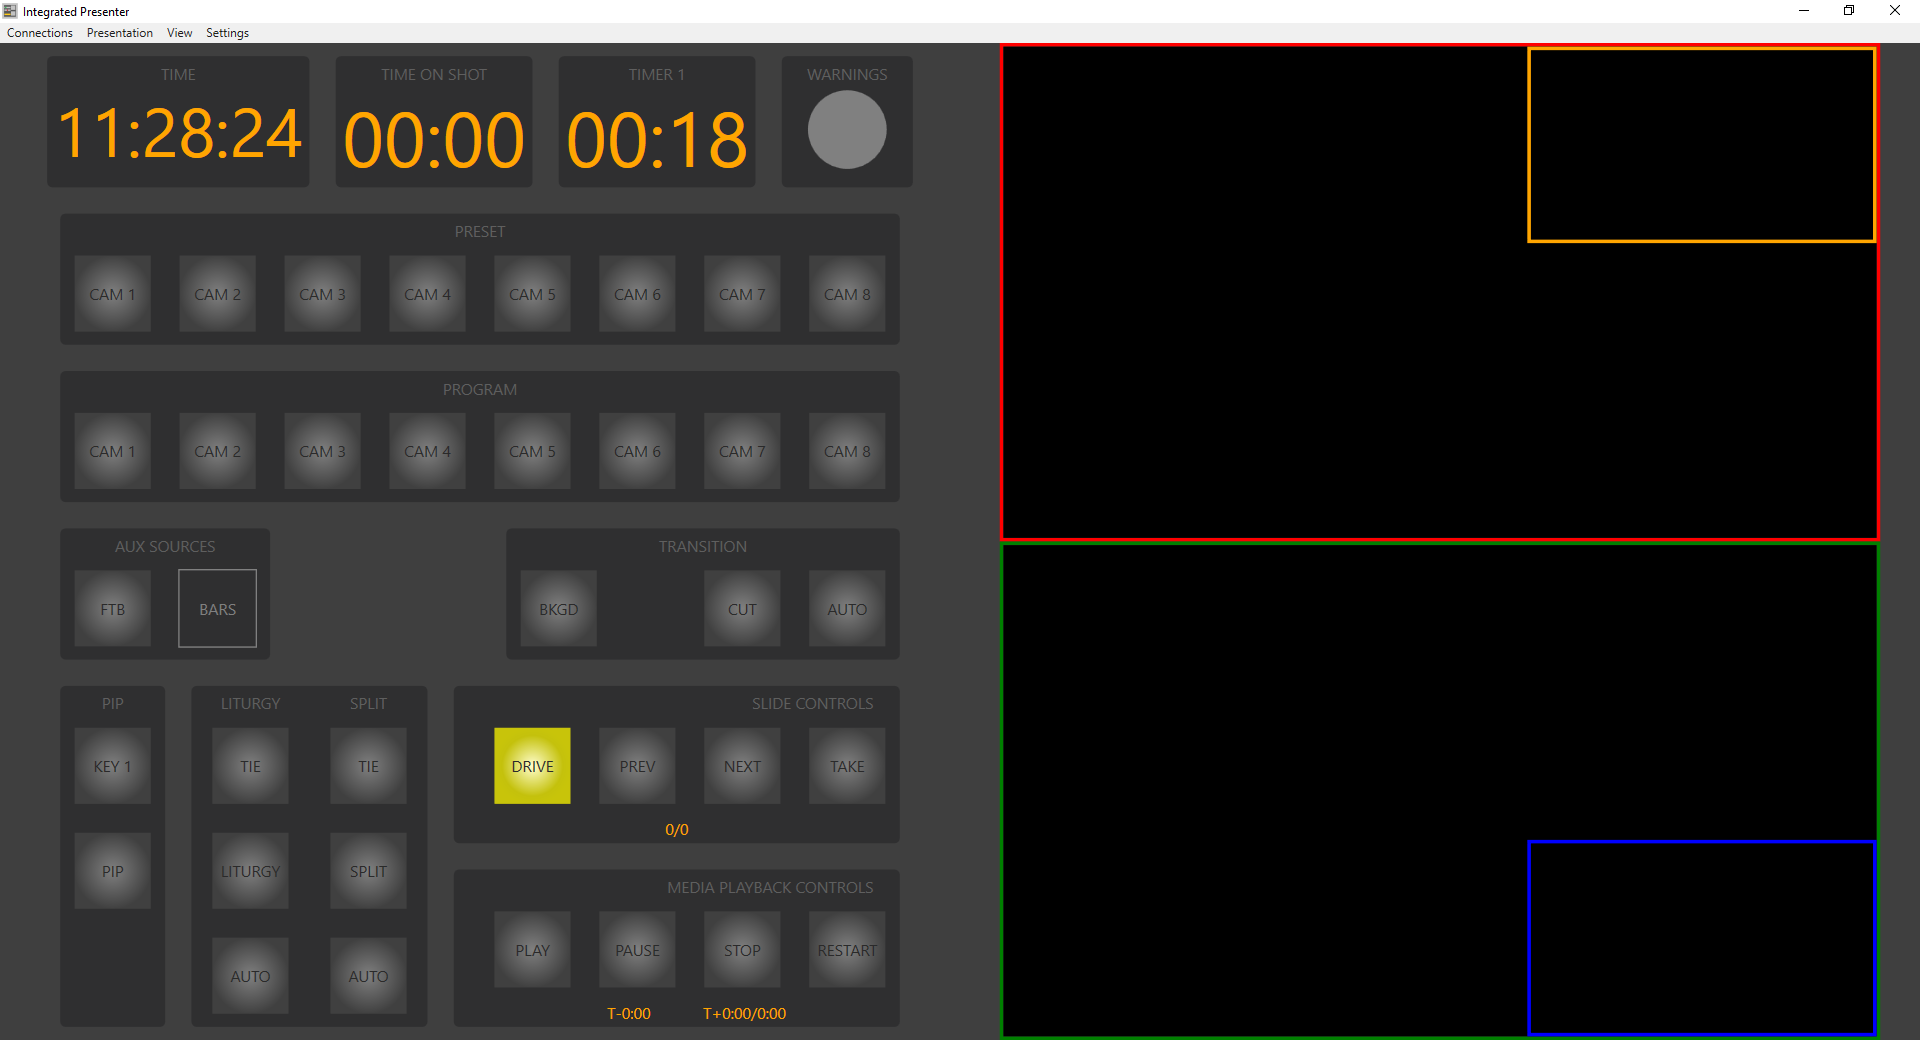 Integrated Presenter
Connections Presentation View Settings
TIME TIME ON SHOT TIMER 1 WARNINGS
11:28:24 00:00 00:18
PRESET
CAM 1 CAM 2 CAM 3 CAM 4 CAM 5 CAM 6 CAM 7 CAM 8
PROGRAM
CAM 1 CAM 2 CAM 3 CAM 4 CAM 5 CAM 6 CAM 7 CAM 8
AUX SOURCES TRANSITION
FTB BARS BKGD CUT AUTO
PIP LITURGY SPLIT SLIDE CONTROLS
KEY 1 TIE TIE DRIVE PREV NEXT TAKE
0/0
PIP LITURGY SPLIT
MEDIA PLAYBACK CONTROLS
PLAY PAUSE STOP RESTART
AUTO AUTO
T-0:00 T+0:00/0:00